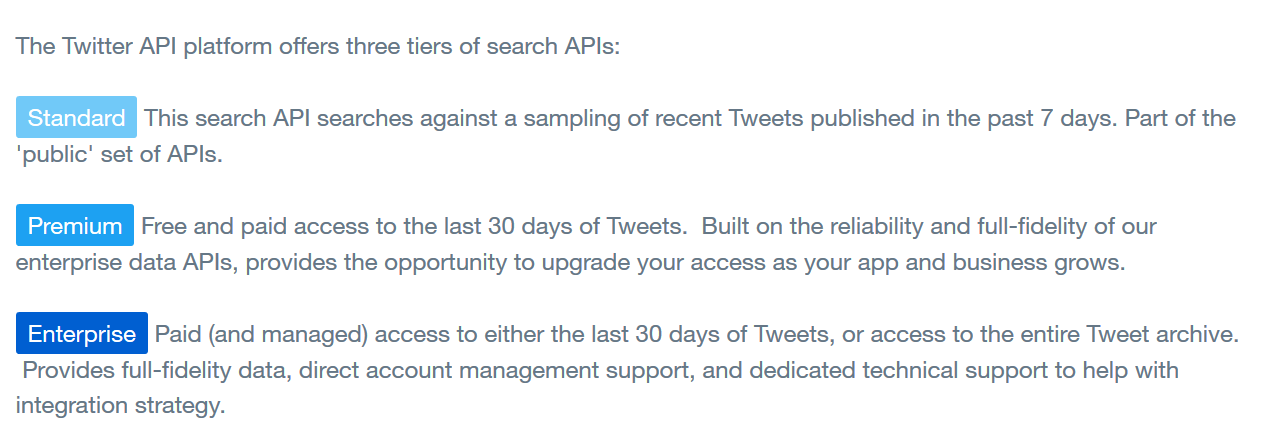 The Twitter API platform offers three tiers of search APIs:
Standard This search API searches against a sampling of recent Tweets published in the past 7 days. Part of the
'public' set of APIs.
Premium Free and paid access to the last 30 days of Tweets.  Built on the reliability and full-fidelity of our
enterprise data APIs, provides the opportunity to upgrade your access as your app and business grows.
Enterprise Paid (and managed) access to either the last 30 days of Tweets, or access to the entire Tweet archive.
Provides full-fidelity data, direct account management support, and dedicated technical support to help with
integration strategy.